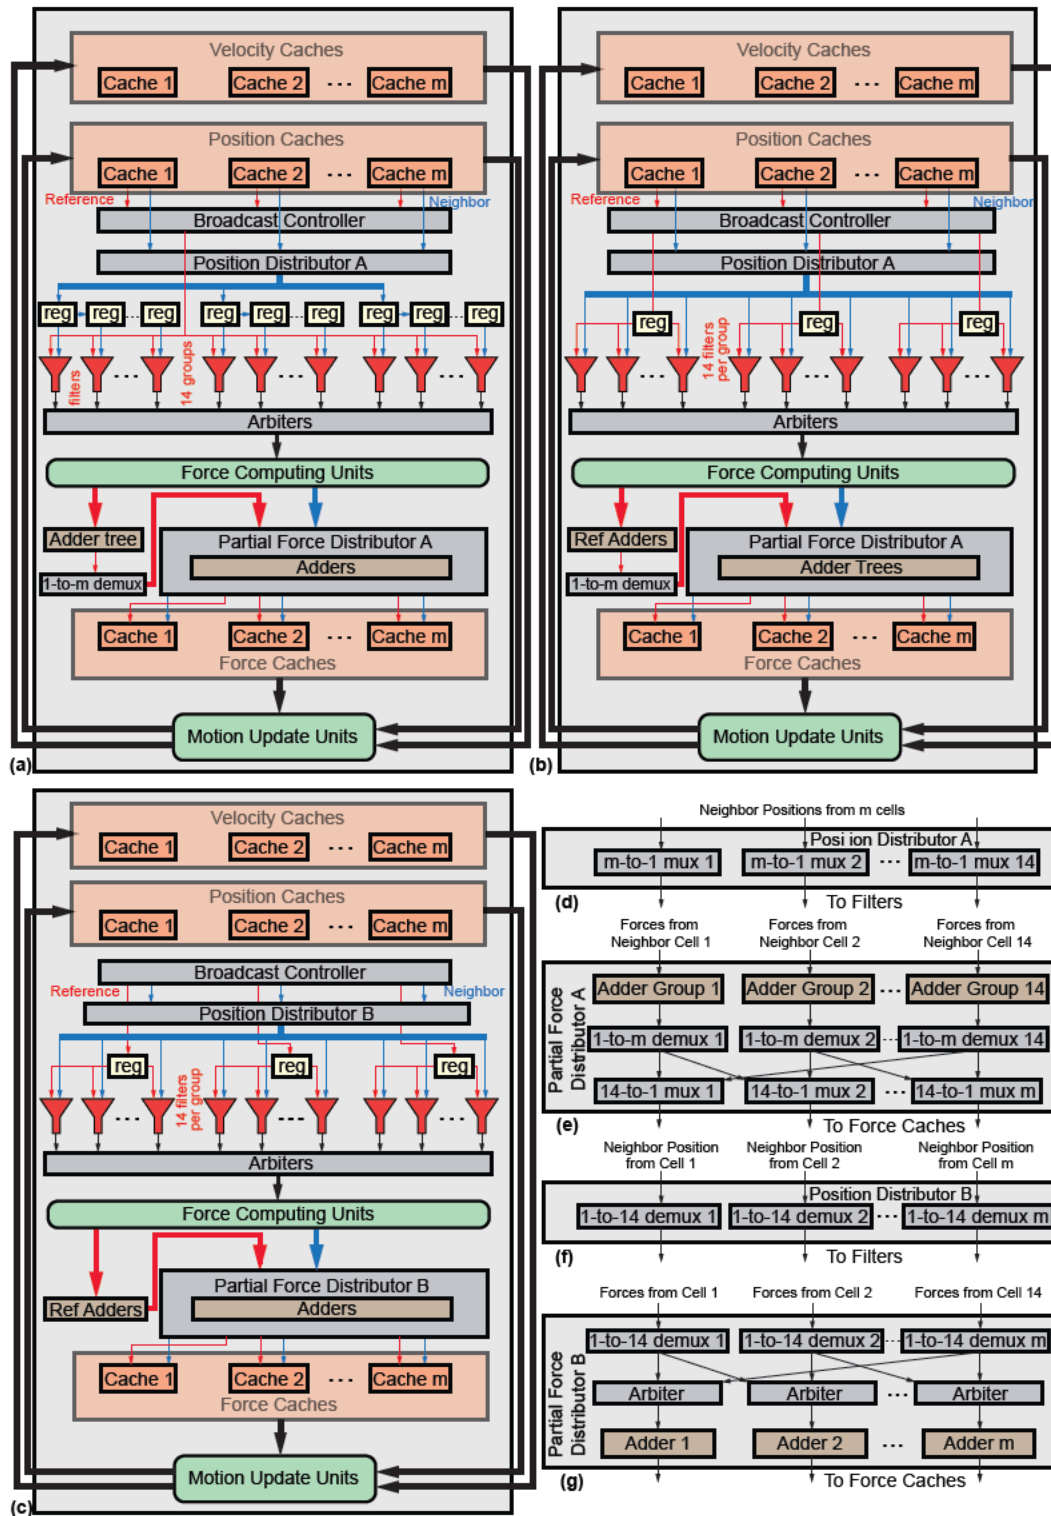 Velocity Caches
Cache 1 Cache 2 ... Cache m
Position Caches
Cache 1 Cache 2 ... Cache m
Reference Neighbor
Broadcast Controller
Position Distributor A
reg reg reg reg reg reg reg reg reg
filters
14 groups
Arbiters
Force Computing Units
Adder tree
1-to-m demux
Partial Force Distributor A
Adders
Cache 1 Cache 2 ... Cache m
Force Caches
Motion Update Units
(a)
Velocity Caches
Cache 1 Cache 2 ... Cache m
Position Caches
Cache 1 Cache 2 ... Cache m
Reference Neighbor
Broadcast Controller
Position Distributor A
reg reg reg
14 filters
per group
Arbiters
Force Computing Units
Ref Adders
1-to-m demux
Partial Force Distributor A
Adder Trees
Cache 1 Cache 2 ... Cache m
Force Caches
Motion Update Units
(b)
Velocity Caches
Cache 1 Cache 2 ... Cache m
Position Caches
Cache 1 Cache 2 ... Cache m
Broadcast Controller
Reference Neighbor
Position Distributor B
reg reg reg
14 filters
per group
Arbiters
Force Computing Units
Ref Adders
Partial Force Distributor B
Adders
Cache 1 Cache 2 ... Cache m
Force Caches
Motion Update Units
(c)
Neighbor Positions from m cells
Posi ion Distributor A
m-to-1 mux 1 m-to-1 mux 2 ... m-to-1 mux 14
(d) To Filters
Forces from Forces from Forces from
Neighbor Cell 1 Neighbor Cell 2 Neighbor Cell 14
Partial Force
Distributor A
Adder Group 1 Adder Group 2 ... Adder Group 14
1-to-m demux 1 1-to-m demux 2 ... 1-to-m demux 14
14-to-1 mux 1 14-to-1 mux 2 ... 14-to-1 mux m
(e) To Force Caches
Neighbor Position Neighbor Position Neighbor Position
from Cell 1 from Cell 2 from Cell m
Position Distributor B
1-to-14 demux 1 1-to-14 demux 2 ... 1-to-14 demux m
(f) To Filters
Forces from Cell 1 Forces from Cell 2 Forces from Cell 14
Partial Force
Distributor B
1-to-14 demux 1 1-to-14 demux 2 ... 1-to-14 demux m
Arbiter Arbiter ... Arbiter
Adder 1 Adder 2 ... Adder m
(g) To Force Caches